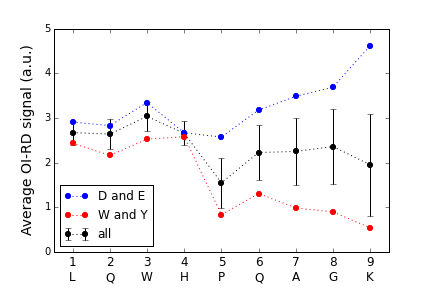 Average OI-RD signal (a.u.)
5
4
3
2
1
0
D and E
W and Y
all
1 2 3 4 5 6 7 8 9
L Q W H P Q A G K